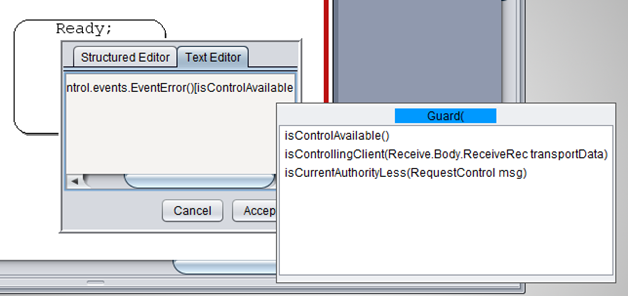 Ready;
Structured Editor
Text Editor
ntrol.events.EventError()[isControlAvailable
Guard(
isControlAvailable()
isControllingClient(Receive.Body.ReceiveRec transportData)
isCurrentAuthorityLess(RequestControl msg)
Cancel
Accep